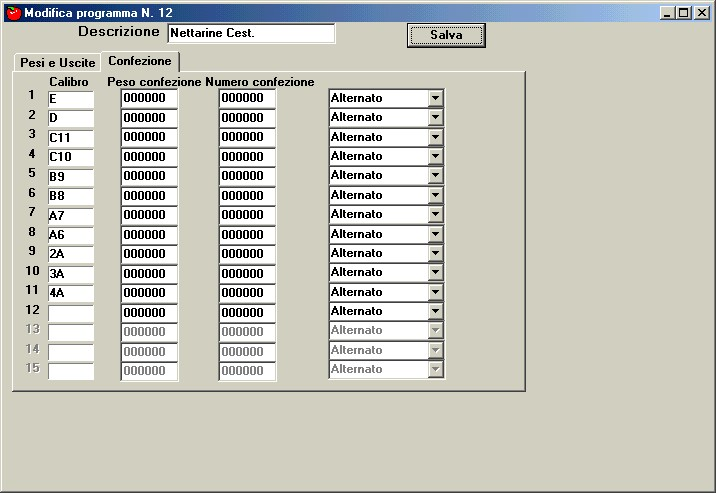 Modifica programma N. 12
Descrizione Nettarine Cest. Salva
Pesi e Uscite Confezione
Calibro Peso confezione Numero confezione
1 E 000000 000000 Alternato
2 D 000000 000000 Alternato
3 C11 000000 000000 Alternato
4 C10 000000 000000 Alternato
5 B9 000000 000000 Alternato
6 B8 000000 000000 Alternato
7 A7 000000 000000 Alternato
8 A6 000000 000000 Alternato
9 2A 000000 000000 Alternato
10 3A 000000 000000 Alternato
11 4A 000000 000000 Alternato
12 000000 000000 Alternato
13 000000 000000 Alternato
14 000000 000000 Alternato
15 000000 000000 Alternato